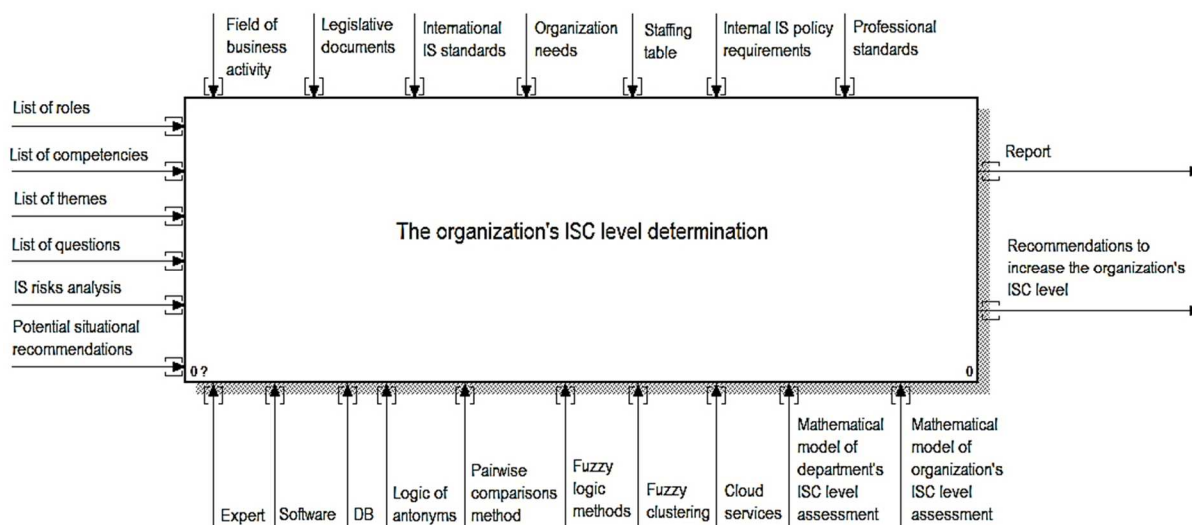 Field of
business
activity
Legislative
documents
International
IS standards
Organization
needs
Staffing
table
Internal IS policy
requirements
Professional
standards
List of roles
List of competencies
List of themes
List of questions
IS risks analysis
Potential situational
recommendations
The organization's ISC level determination
0 ?
0
Report
Recommendations to
increase the organization's
ISC level
Expert
Software
DB
Logic of
antonyms
Pairwise
comparisons
method
Fuzzy
logic
methods
Fuzzy
clustering
Cloud
services
Mathematical
model of
department's
ISC level
assessment
Mathematical
model of
organization's
ISC level
assessment